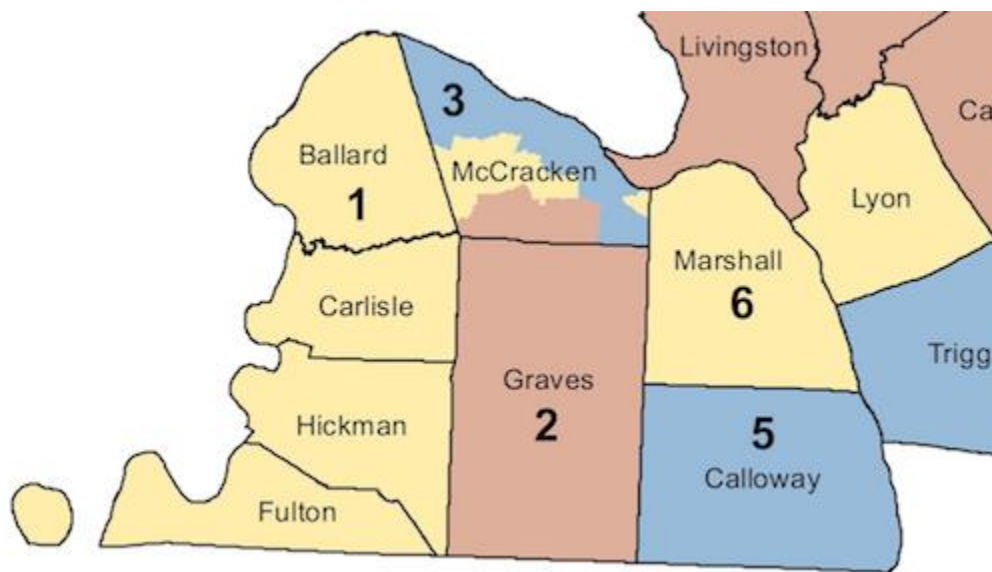 Livingston
3
Ca
Ballard
McCracken
1
Lyon
Marshall
6
Carlisle
Trigg
Graves
2
Hickman
5
Calloway
Fulton